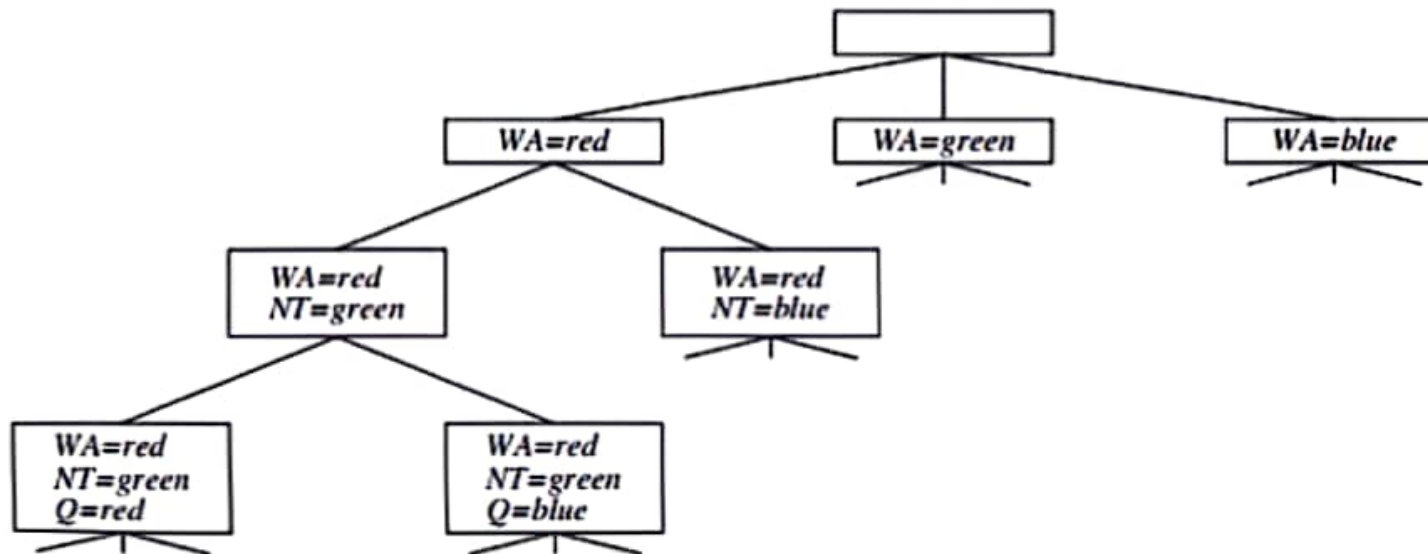 WA=red
WA=green
WA=blue
WA=red
NT=green
WA=red
NT=blue
WA=red
NT=green
Q=red
WA=red
NT=green
Q=blue